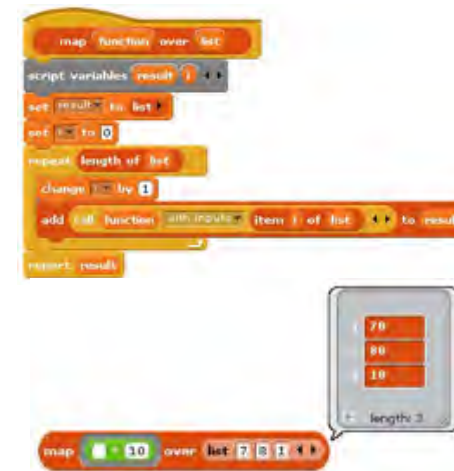 map function over list
script variables result i
set result to list
set i to 0
repeat length of list
change i by 1
add call function with inputs item i of list to resul
report result
70
80
10
length: 3
map 10 over list 7 8 1